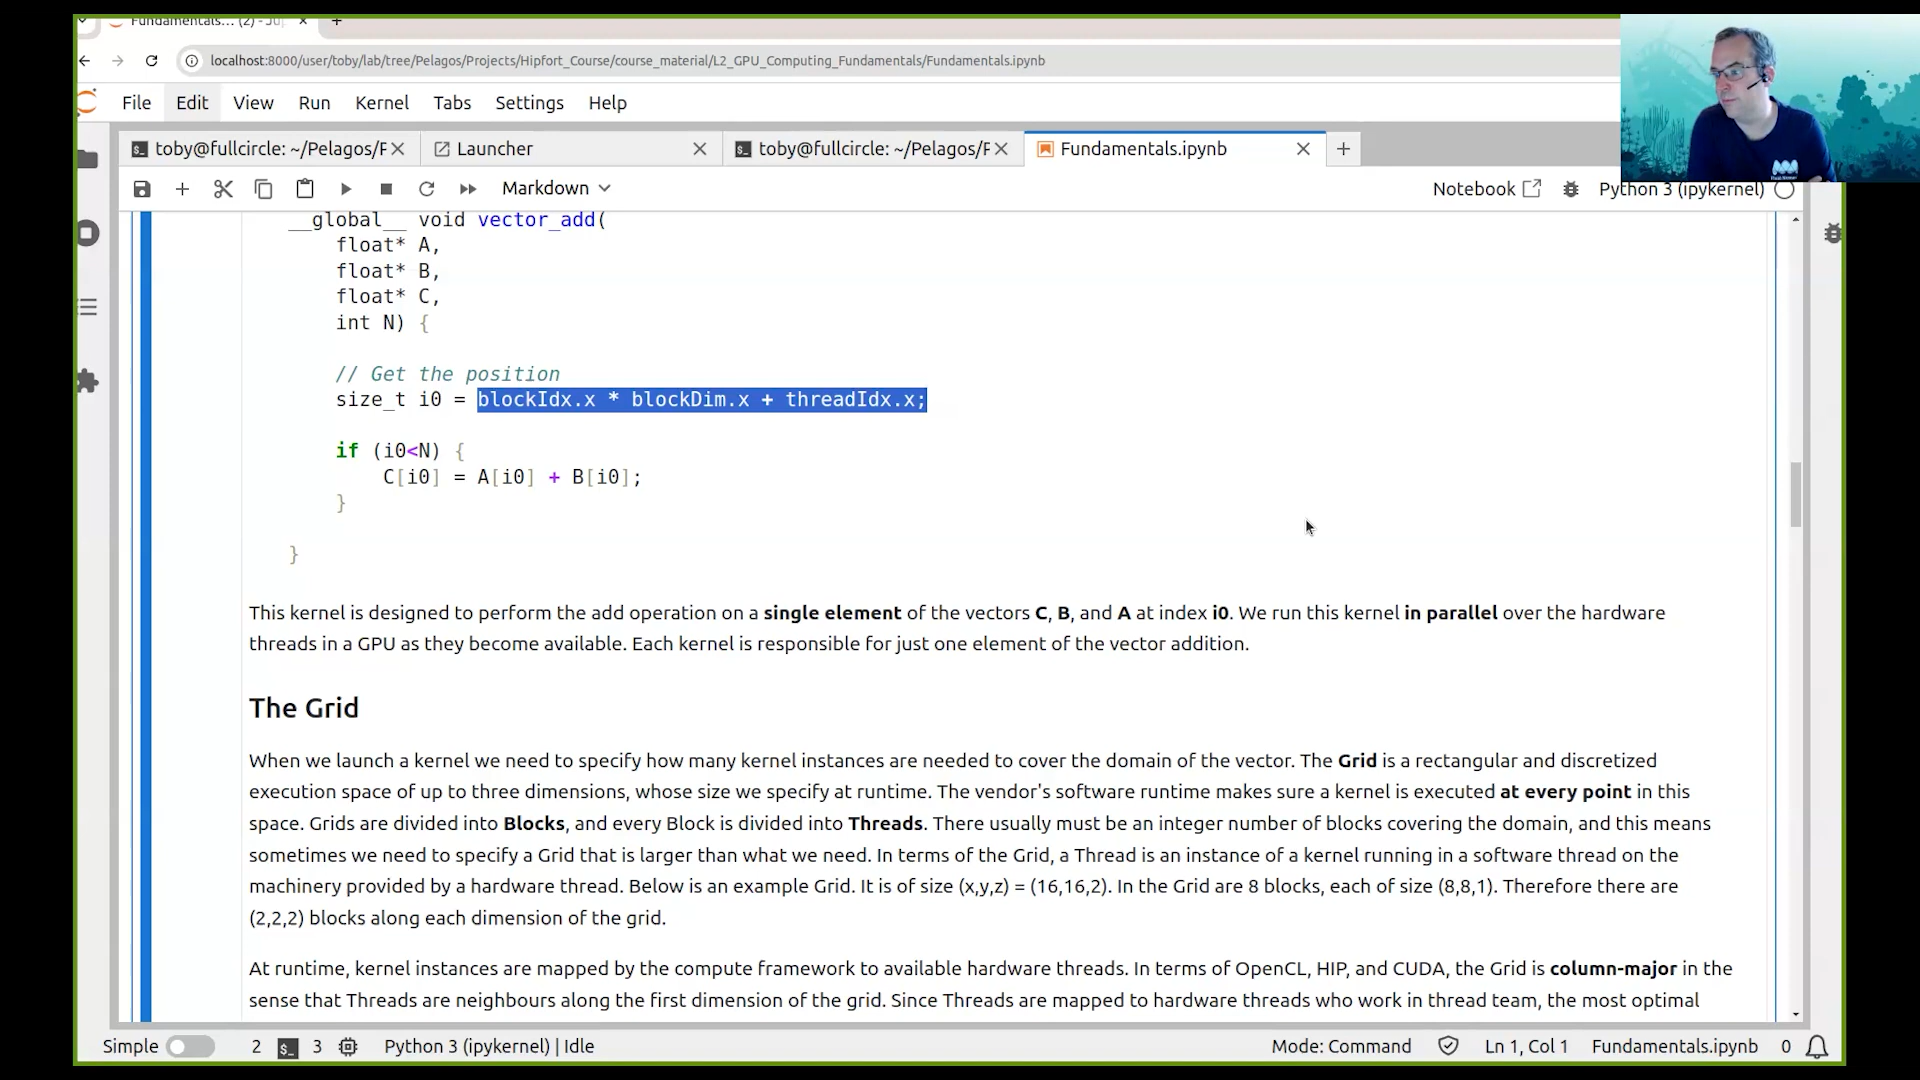 Fundamentals... (2) - Ju
localhost:8000/user/toby/lab/tree/Pelagos/Projects/Hipfort_Course/course_material/L2_GPU_Computing_Fundamentals/Fundamentals.ipynb
File Edit View Run Kernel Tabs Settings Help
toby@fullcircle: ~/Pelagos/F Launcher toby@fullcircle: ~/Pelagos/F Fundamentals.ipynb
Markdown Notebook Python 3 (ipykernel)
__global__ void vector_add(
float* A,
float* B,
float* C,
int N) {
// Get the position
size_t i0 = blockIdx.x * blockDim.x + threadIdx.x;
if (i0<N) {
C[i0] = A[i0] + B[i0];
}
}
This kernel is designed to perform the add operation on a single element of the vectors C, B, and A at index i0. We run this kernel in parallel over the hardware
threads in a GPU as they become available. Each kernel is responsible for just one element of the vector addition.
The Grid
When we launch a kernel we need to specify how many kernel instances are needed to cover the domain of the vector. The Grid is a rectangular and discretized
execution space of up to three dimensions, whose size we specify at runtime. The vendor's software runtime makes sure a kernel is executed at every point in this
space. Grids are divided into Blocks, and every Block is divided into Threads. There usually must be an integer number of blocks covering the domain, and this means
sometimes we need to specify a Grid that is larger than what we need. In terms of the Grid, a Thread is an instance of a kernel running in a software thread on the
machinery provided by a hardware thread. Below is an example Grid. It is of size (x,y,z) = (16,16,2). In the Grid are 8 blocks, each of size (8,8,1). Therefore there are
(2,2,2) blocks along each dimension of the grid.
At runtime, kernel instances are mapped by the compute framework to available hardware threads. In terms of OpenCL, HIP, and CUDA, the Grid is column-major in the
sense that Threads are neighbours along the first dimension of the grid. Since Threads are mapped to hardware threads who work in thread team, the most optimal
Simple 2 3 Python 3 (ipykernel) | Idle Mode: Command Ln 1, Col 1 Fundamentals.ipynb 0